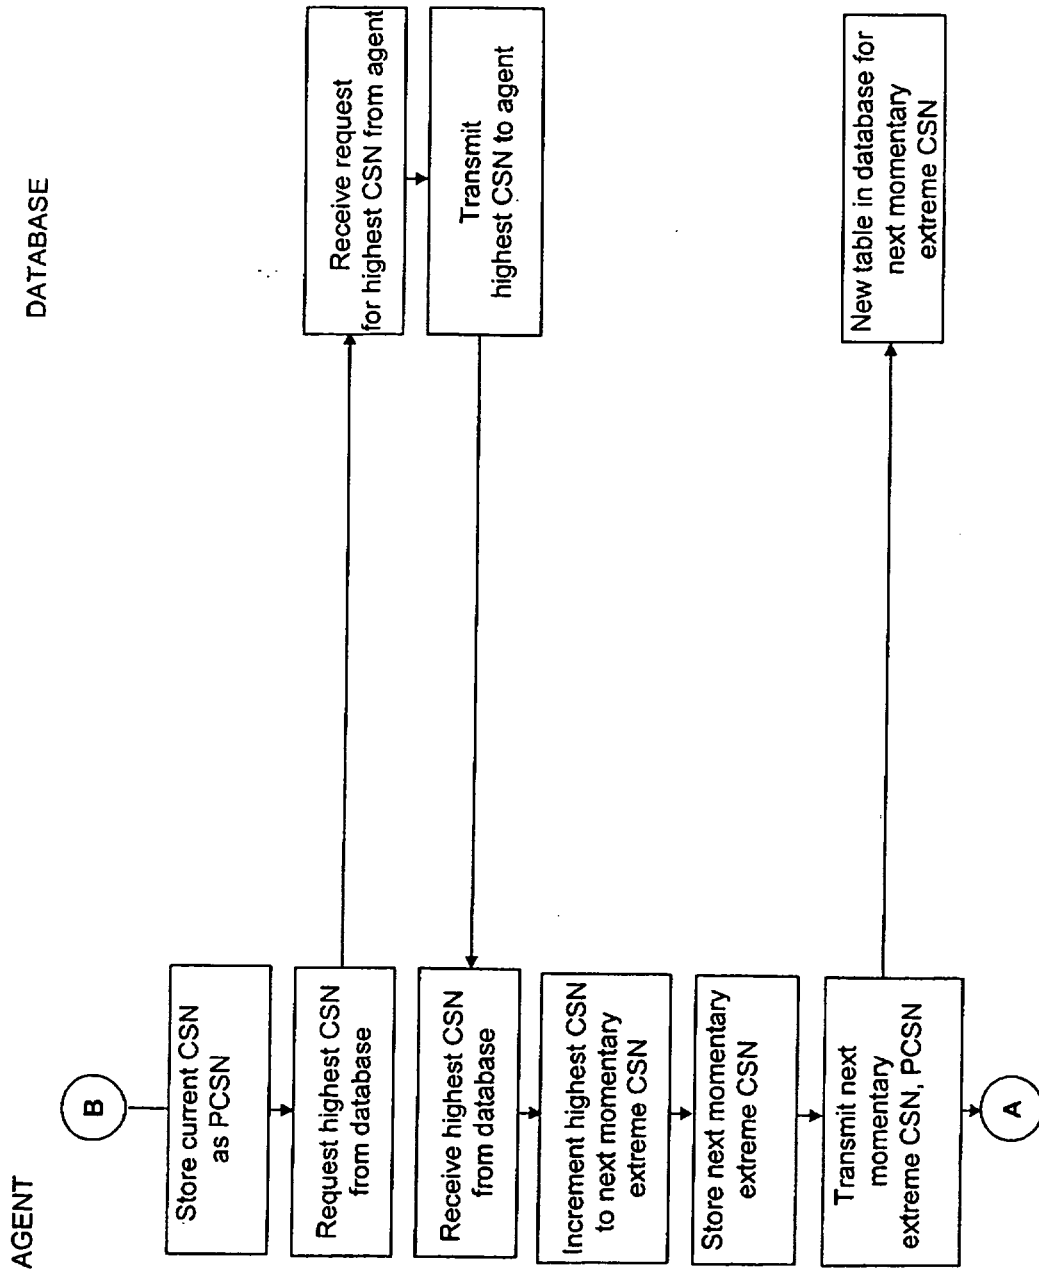 AGENT
DATABASE
B
Store current CSN
as PCSN
Request highest CSN
from database
Receive request
for highest CSN from agent
Transmit
highest CSN to agent
Receive highest CSN
from database
Increment highest CSN
to next momentary
extreme CSN
Store next momentary
extreme CSN
Transmit next
momentary
extreme CSN, PCSN
New table in database for
next momentary
extreme CSN
A